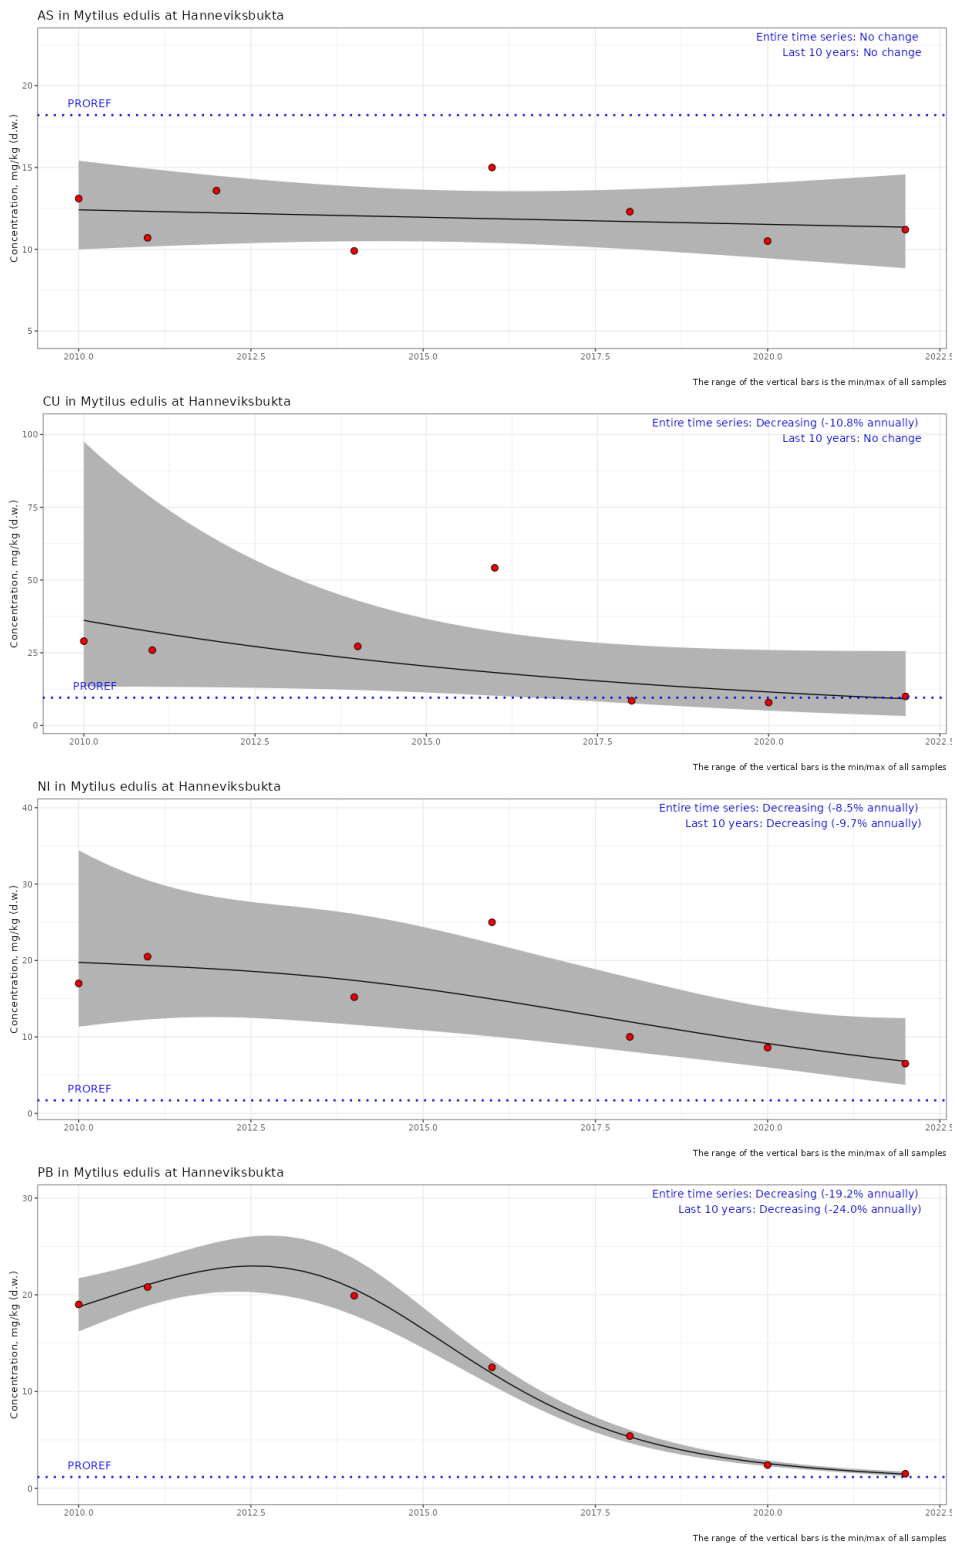 AS in Mytilus edulis at Hanneviksbukta
Entire time series: No change
Last 10 years: No change
PROREF
Concentration, mg/kg (d.w.)
20
15
10
5
2010.0 2012.5 2015.0 2017.5 2020.0 2022.5
The range of the vertical bars is the min/max of all samples
CU in Mytilus edulis at Hanneviksbukta
Entire time series: Decreasing (-10.8% annually)
Last 10 years: No change
PROREF
Concentration, mg/kg (d.w.)
100
75
50
25
0
2010.0 2012.5 2015.0 2017.5 2020.0 2022.5
The range of the vertical bars is the min/max of all samples
NI in Mytilus edulis at Hanneviksbukta
Entire time series: Decreasing (-8.5% annually)
Last 10 years: Decreasing (-9.7% annually)
PROREF
Concentration, mg/kg (d.w.)
40
30
20
10
0
2010.0 2012.5 2015.0 2017.5 2020.0 2022.5
The range of the vertical bars is the min/max of all samples
PB in Mytilus edulis at Hanneviksbukta
Entire time series: Decreasing (-19.2% annually)
Last 10 years: Decreasing (-24.0% annually)
PROREF
Concentration, mg/kg (d.w.)
30
20
10
0
2010.0 2012.5 2015.0 2017.5 2020.0 2022.5
The range of the vertical bars is the min/max of all samples